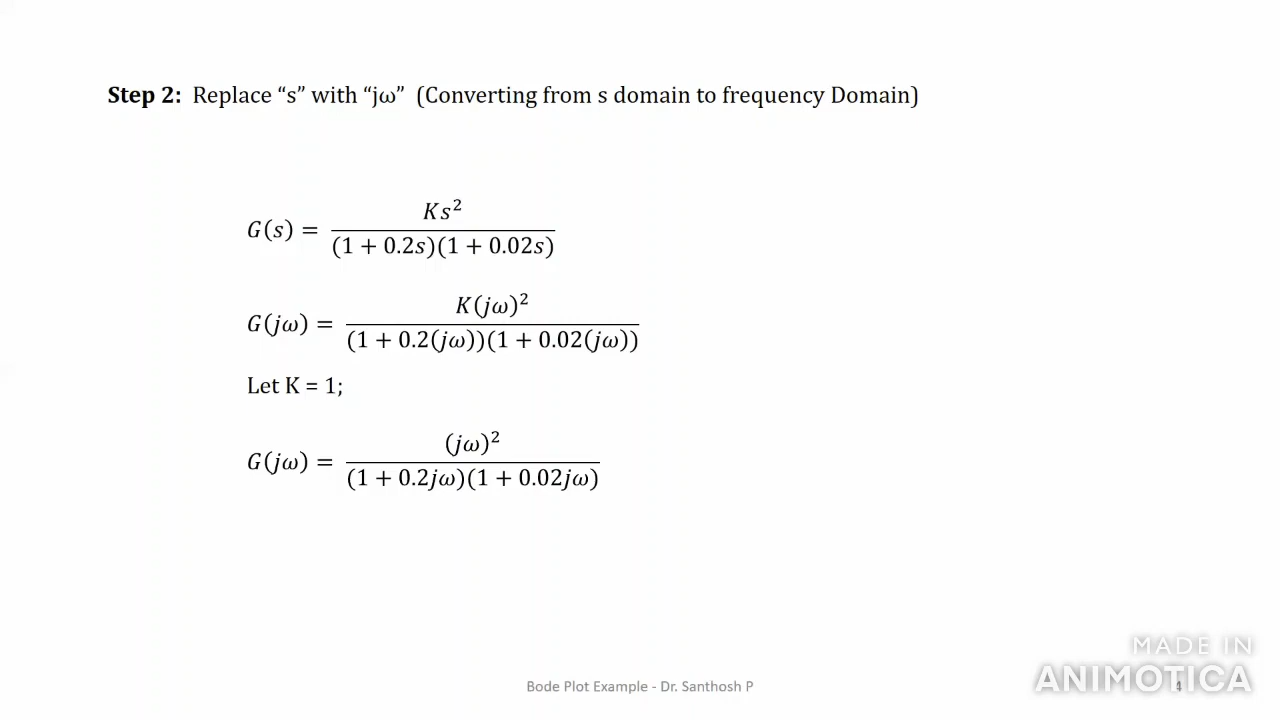 Step 2: Replace “s” with “jω” (Converting from s domain to frequency Domain)
G(s) = Ks² / (1 + 0.2s)(1 + 0.02s)
G(jω) = K(jω)² / (1 + 0.2(jω))(1 + 0.02(jω))
Let K = 1;
G(jω) = (jω)² / (1 + 0.2jω)(1 + 0.02jω)
MADE IN
ANIMOTICA
Bode Plot Example - Dr. Santhosh P
4